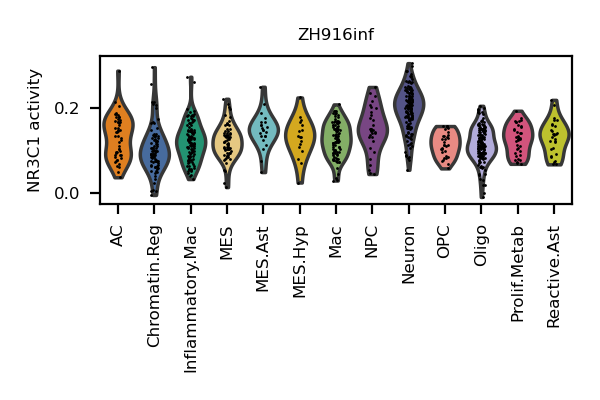 ZH916inf
NR3C1 activity
0.2
0.0
AC
Chromatin.Reg
Inflammatory.Mac
MES
MES.Ast
MES.Hyp
Mac
NPC
Neuron
OPC
Oligo
Prolif.Metab
Reactive.Ast